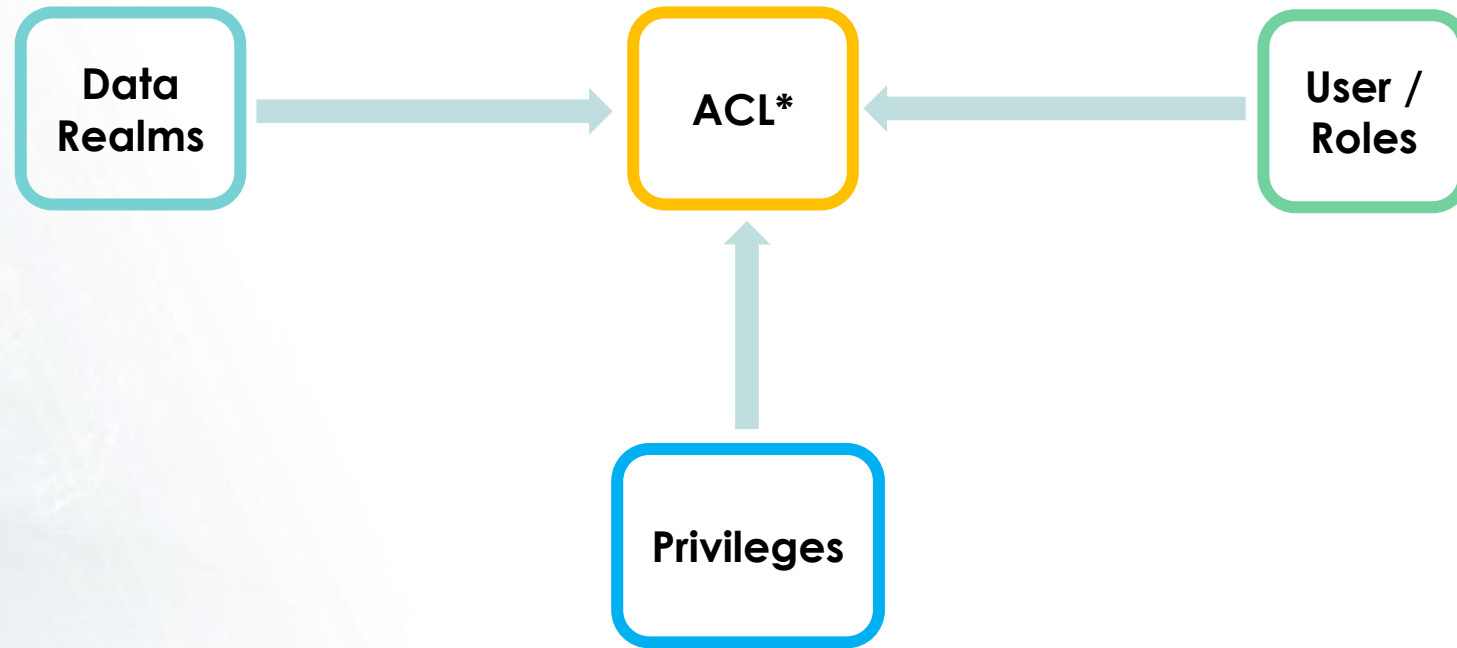 Data
Realms
ACL*
User /
Roles
Privileges